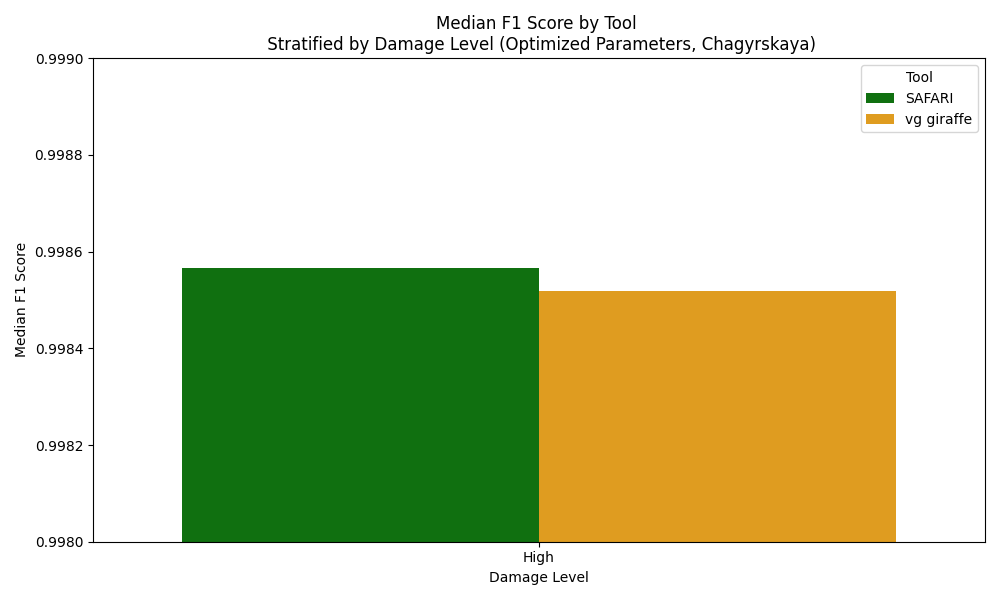 Median F1 Score by Tool
Stratified by Damage Level (Optimized Parameters, Chagyrskaya)
Tool
SAFARI
vg giraffe
Median F1 Score
0.9990
0.9988
0.9986
0.9984
0.9982
0.9980
High
Damage Level